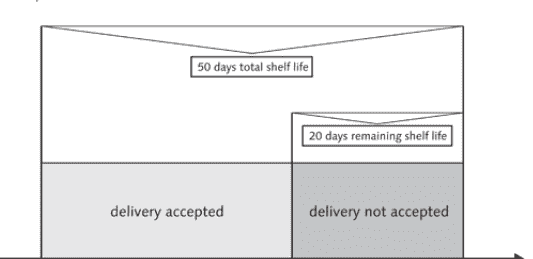 50 days total shelf life
20 days remaining shelf life
delivery accepted
delivery not accepted